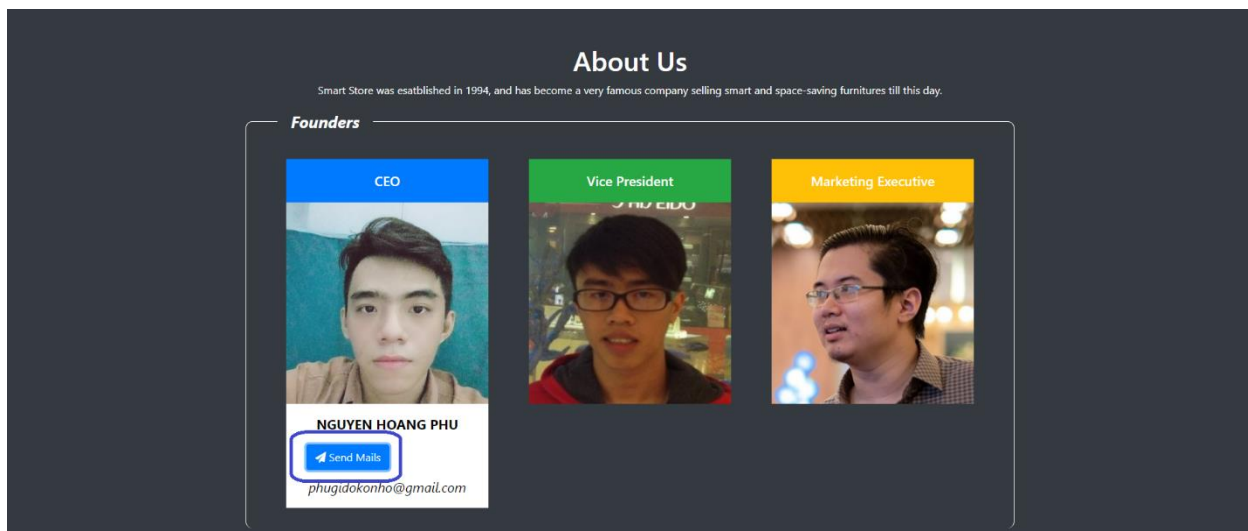 About Us
Smart Store was esatblished in 1994, and has become a very famous company selling smart and space-saving furnitures till this day.
Founders
CEO
Vice President
Marketing Executive
NGUYEN HOANG PHU
Send Mails
phugidokonho@gmail.com